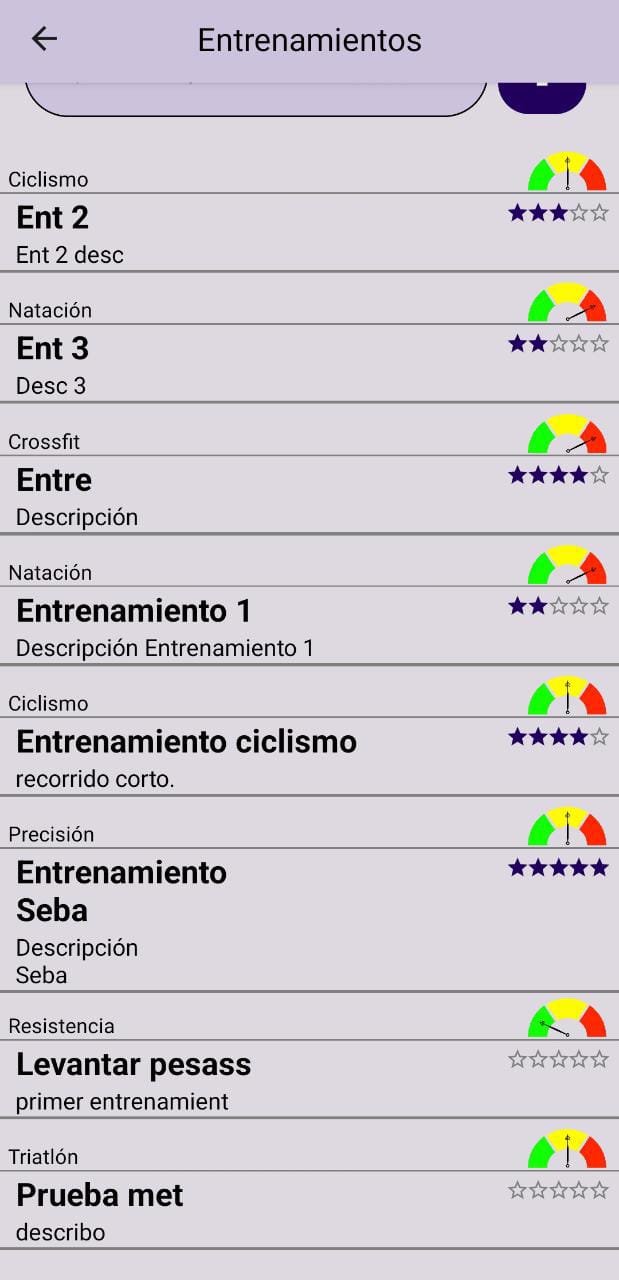 Entrenamientos
Ciclismo
Ent 2
Ent 2 desc
Natación
Ent 3
Desc 3
Crossfit
Entre
Descripción
Natación
Entrenamiento 1
Descripción Entrenamiento 1
Ciclismo
Entrenamiento ciclismo
recorrido corto.
Precisión
Entrenamiento
Seba
Descripción
Seba
Resistencia
Levantar pesass
primer entrenamient
Triatlón
Prueba met
describo